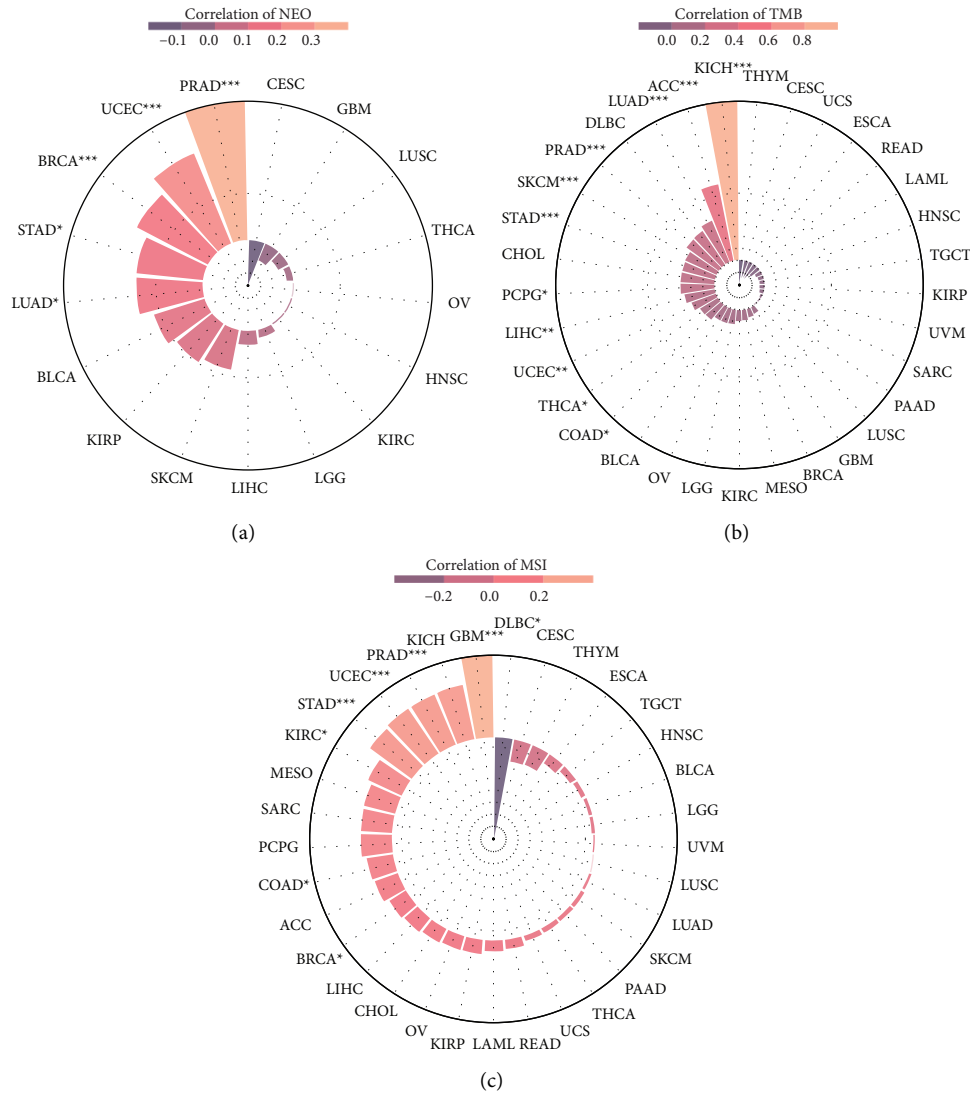 Correlation of NEO
−0.1 0.0 0.1 0.2 0.3
PRAD***
CESC
GBM
LUSC
THCA
OV
HNSC
KIRC
LGG
LIHC
SKCM
KIRP
BLCA
LUAD*
STAD*
BRCA***
UCEC***
(a)
Correlation of TMB
0.0 0.2 0.4 0.6 0.8
KICH***
THYM
CESC
UCS
ESCA
READ
LAML
HNSC
TGCT
KIRP
UVM
SARC
PAAD
LUSC
GBM
BRCA
MESO
KIRC
LGG
OV
BLCA
COAD*
THCA*
UCEC**
LIHC**
PCPG*
CHOL
STAD***
SKCM***
PRAD***
DLBC
LUAD***
ACC***
(b)
Correlation of MSI
−0.2 0.0 0.2
GBM***
DLBC*
CESC
THYM
ESCA
TGCT
HNSC
BLCA
LGG
UVM
LUSC
LUAD
SKCM
PAAD
THCA
UCS
READ
LAML
KIRP
OV
CHOL
LIHC
BRCA*
ACC
COAD*
PCPG
SARC
MESO
KIRC*
STAD***
UCEC***
PRAD***
KICH
(c)